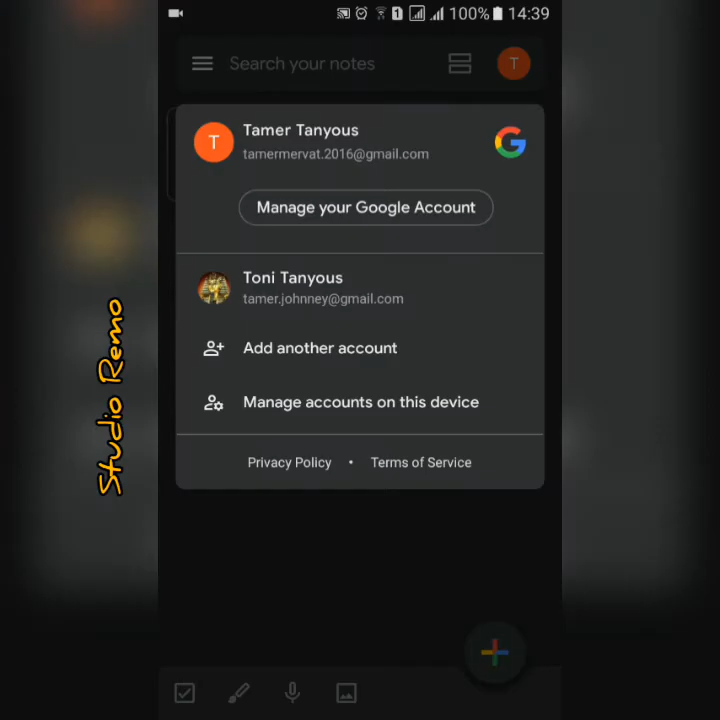 1 100% 14:39
Search your notes T
T Tamer Tanyous
tamermervat.2016@gmail.com
Manage your Google Account
Toni Tanyous
tamer.johnney@gmail.com
Add another account
Manage accounts on this device
Privacy Policy • Terms of Service
Studio Remo